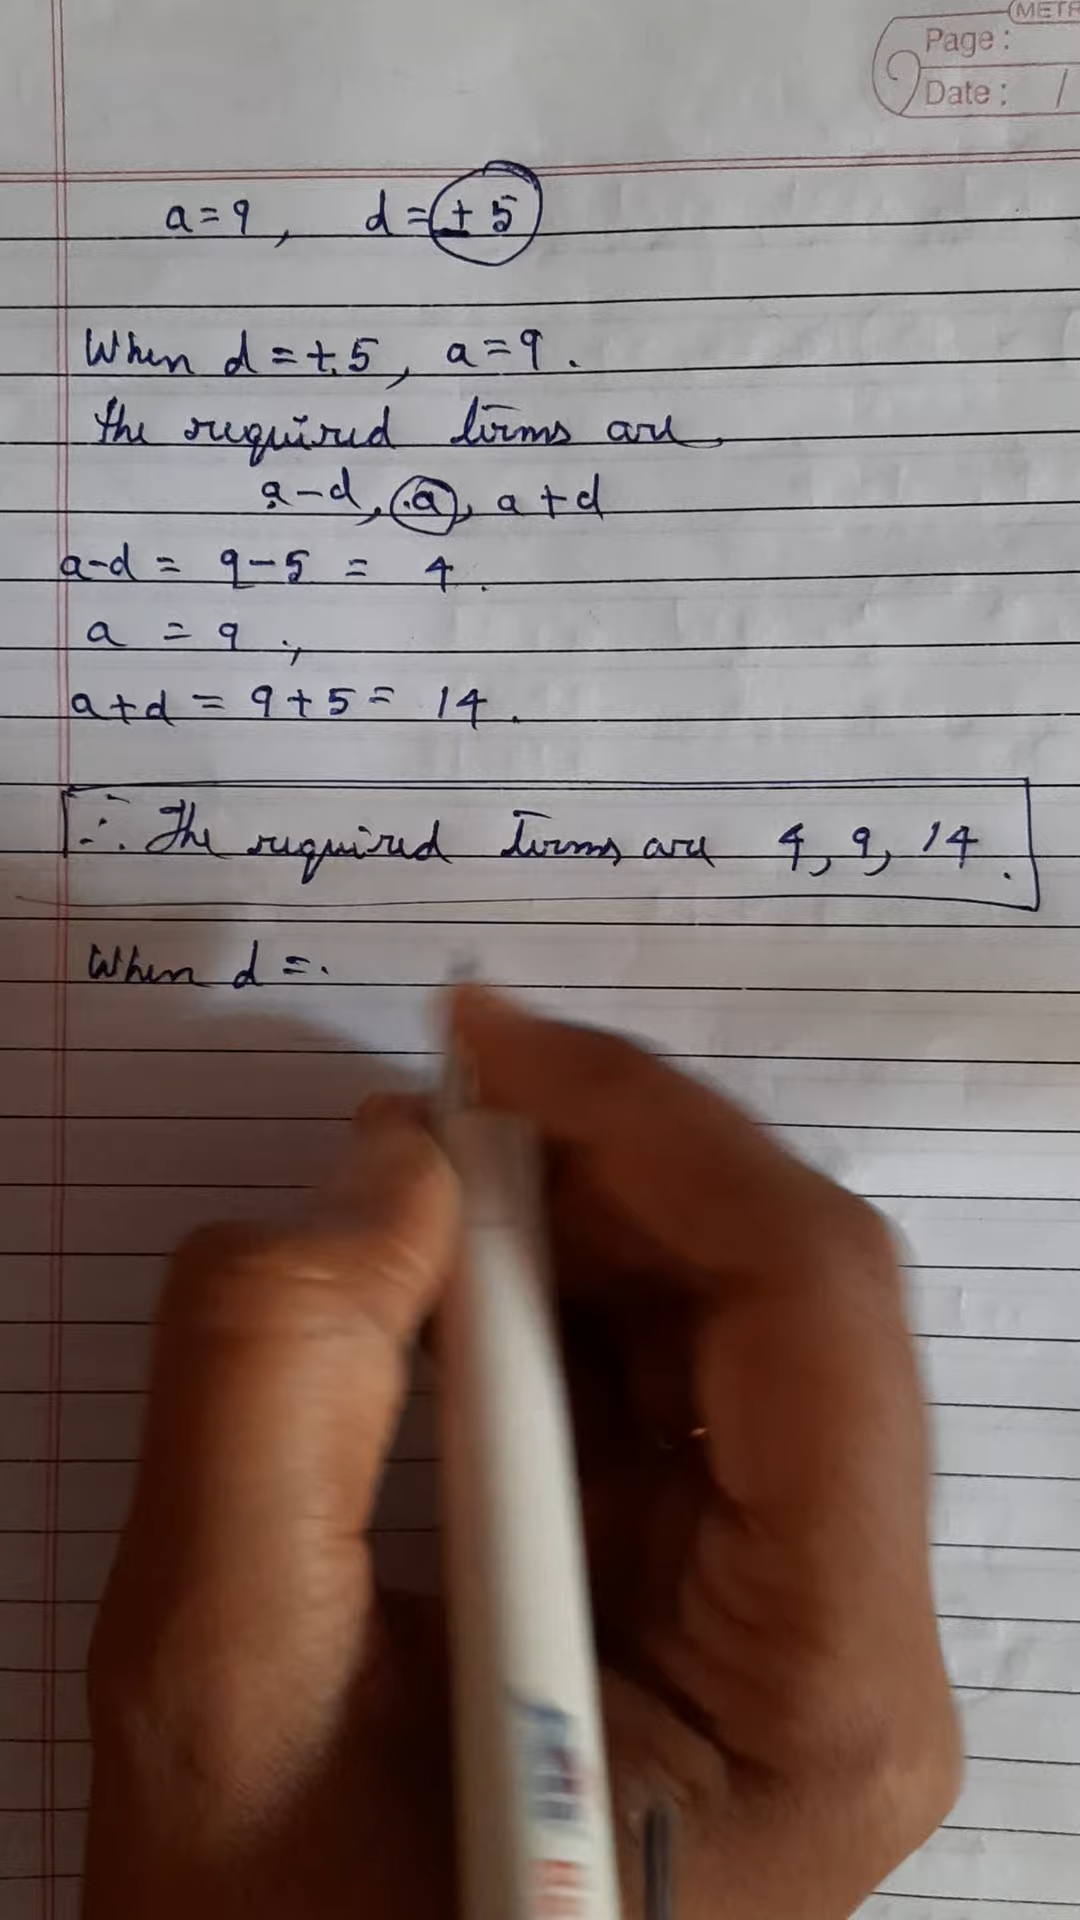 METR
Page :
Date : /
a = 9, d = ± 5
When d = +5, a = 9.
the required terms are
a-d, a, a+d
a-d = 9-5 = 4.
a = 9,
a+d = 9+5 = 14.
∴ The required terms are 4, 9, 14.
When d =